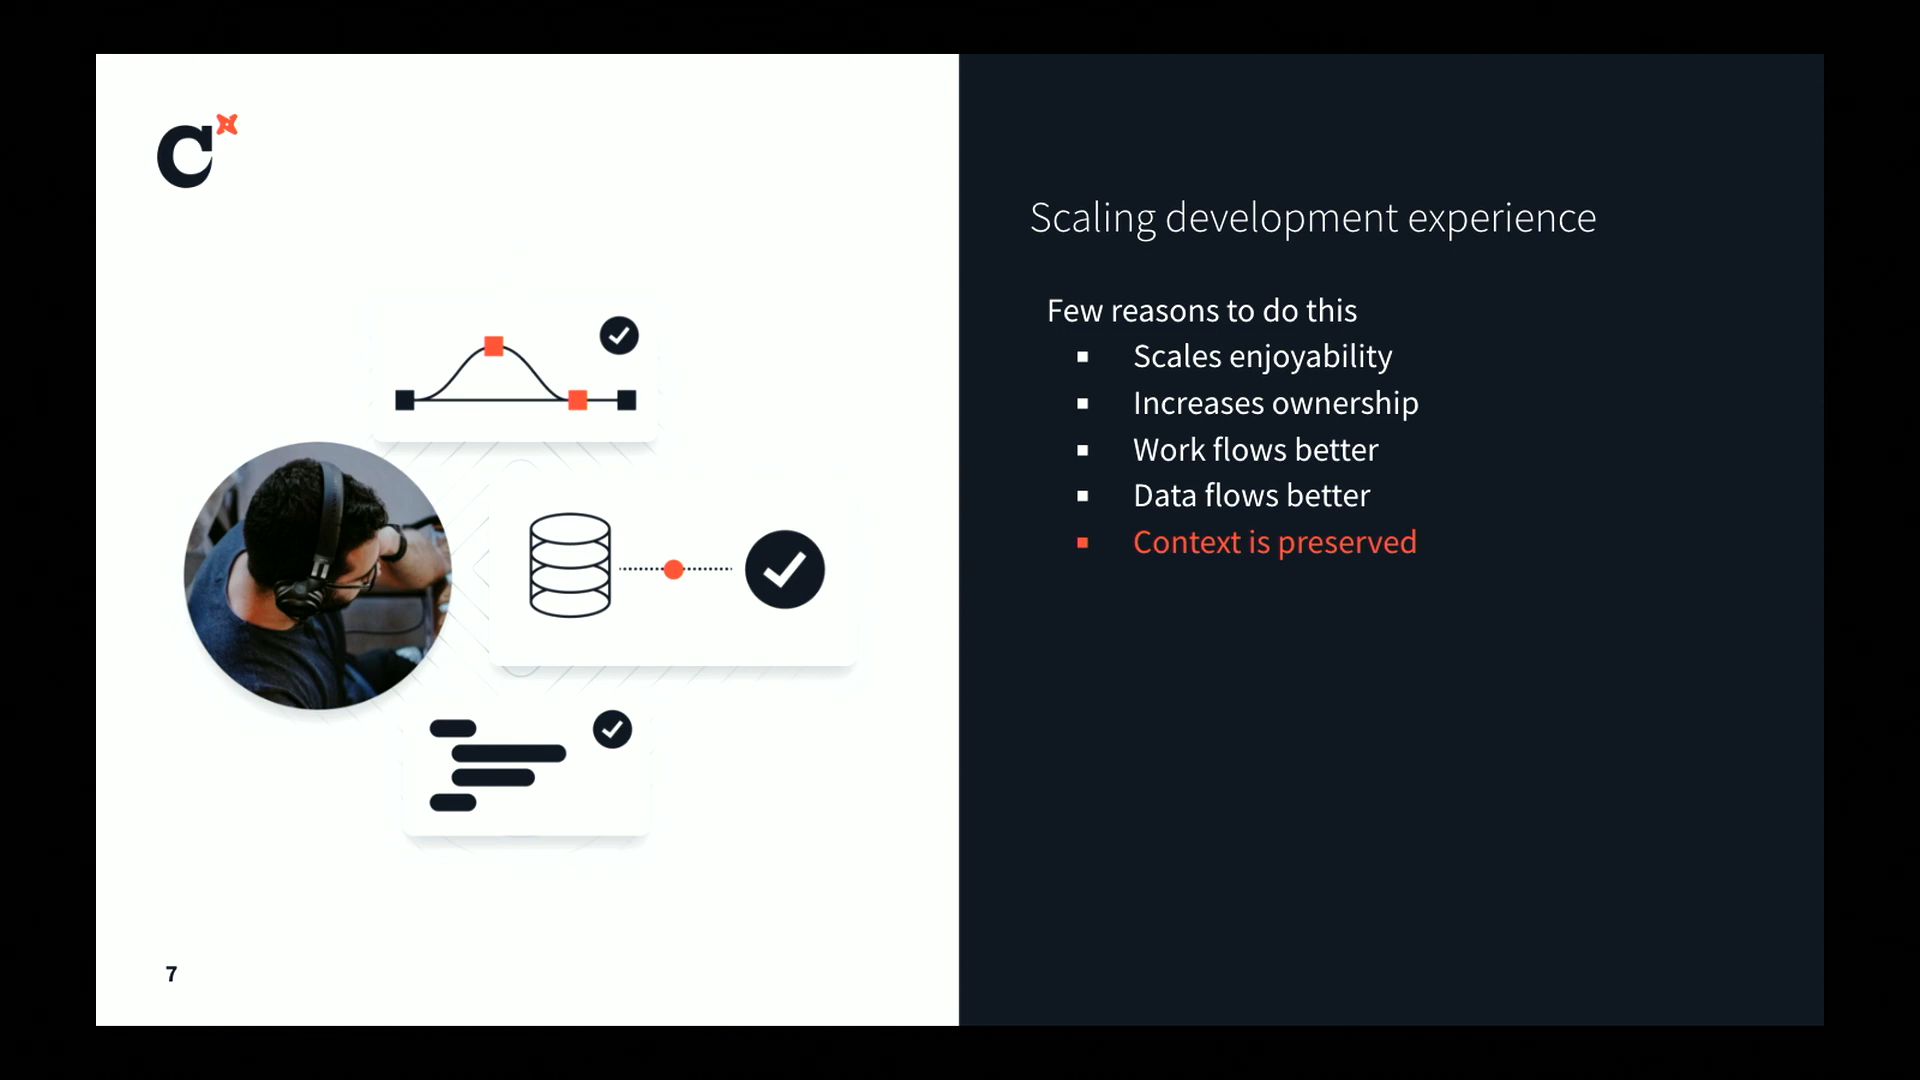 C
Scaling development experience
Few reasons to do this
▪ Scales enjoyability
▪ Increases ownership
▪ Work flows better
▪ Data flows better
▪ Context is preserved
7